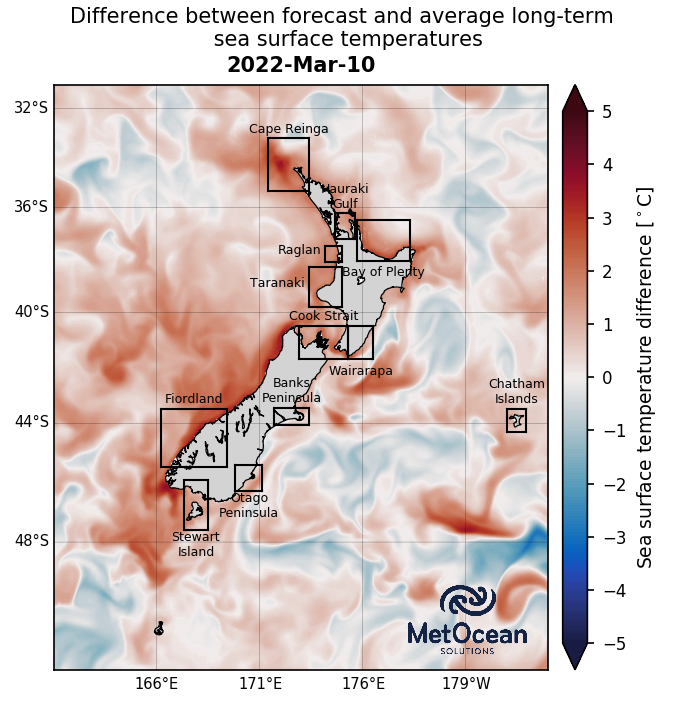 Difference between forecast and average long-term
sea surface temperatures
2022-Mar-10
32°S
36°S
40°S
44°S
48°S
Cape Reinga
Hauraki
Gulf
Raglan
Bay of Plenty
Taranaki
Cook Strait
Wairarapa
Banks
Peninsula
Fiordland
Chatham
Islands
Otago
Peninsula
Stewart
Island
MetOcean
SOLUTIONS
166°E
171°E
176°E
179°W
5
4
3
2
1
0
−1
−2
−3
−4
−5
Sea surface temperature difference [°C]